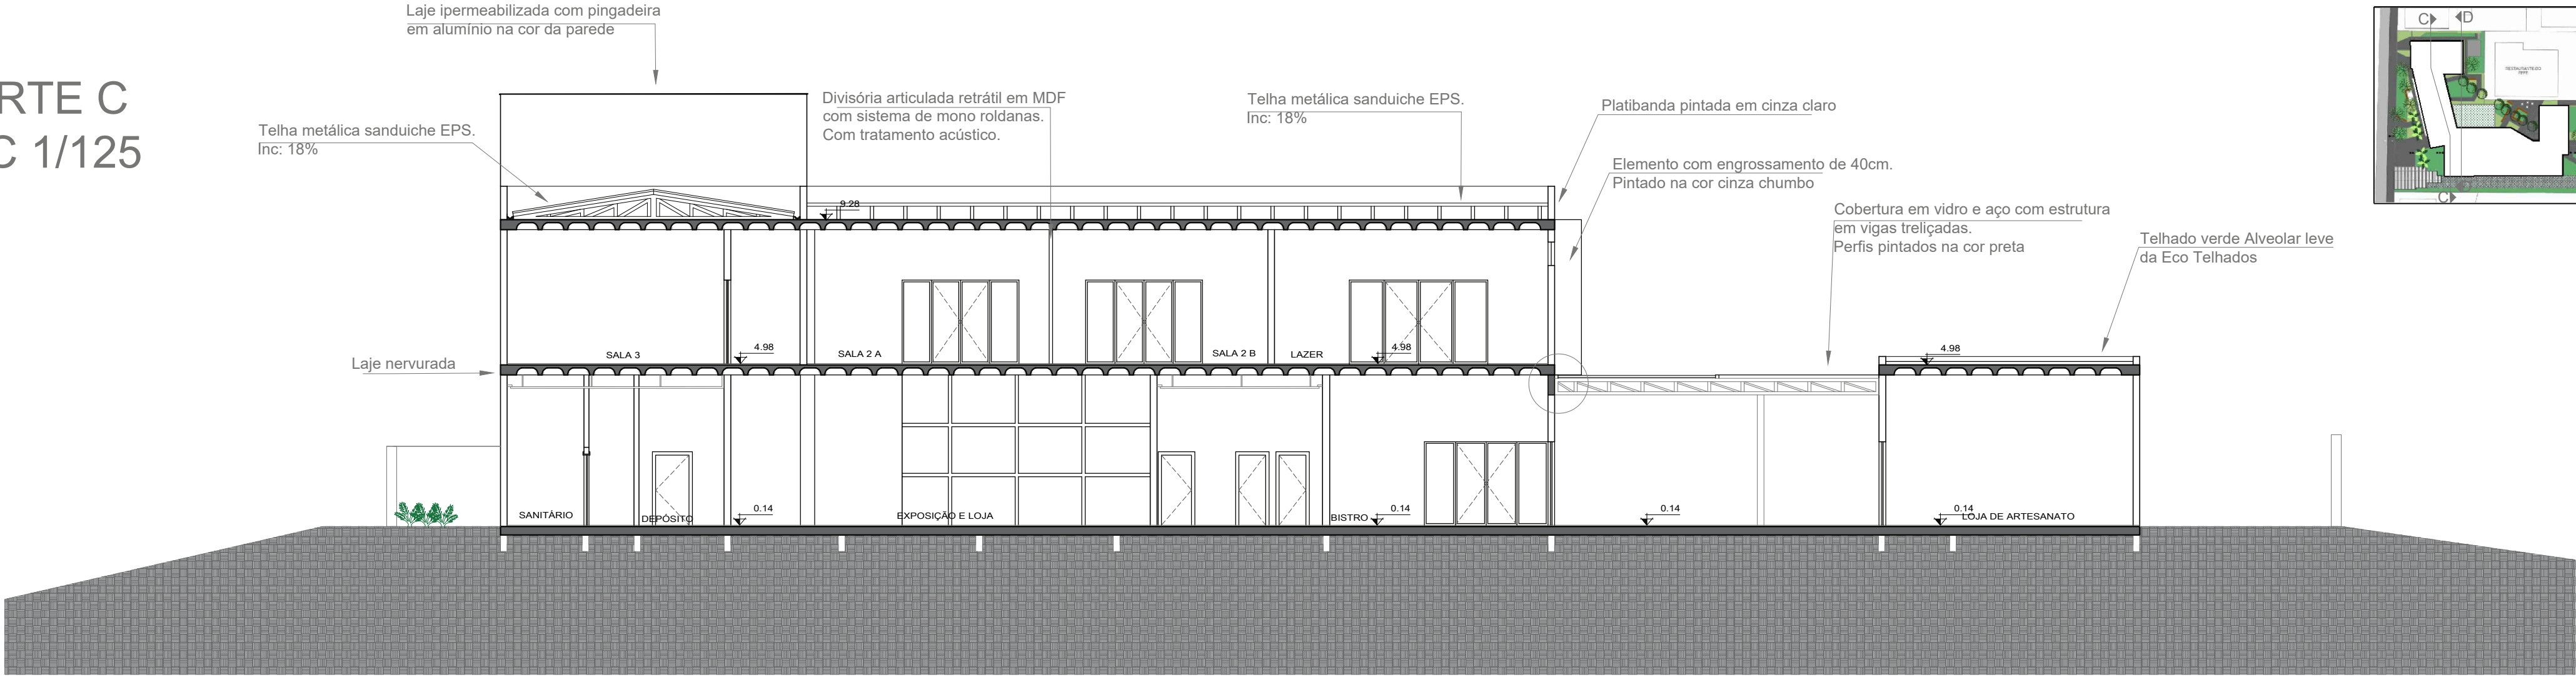 Laje ipermeabilizada com pingadeira
em alumínio na cor da parede
RTE C
C 1/125
Telha metálica sanduiche EPS.
Inc: 18%
Divisória articulada retrátil em MDF
com sistema de mono roldanas.
Com tratamento acústico.
Telha metálica sanduiche EPS.
Inc: 18%
Platibanda pintada em cinza claro
Elemento com engrossamento de 40cm.
Pintado na cor cinza chumbo
Cobertura em vidro e aço com estrutura
em vigas treliçadas.
Perfis pintados na cor preta
Telhado verde Alveolar leve
da Eco Telhados
C
D
C
9.28
SALA 3
4.98
SALA 2 A
SALA 2 B
LAZER
4.98
4.98
Laje nervurada
SANITÁRIO
DEPÓSITO
0.14
EXPOSIÇÃO E LOJA
BISTRO
0.14
0.14
0.14
LOJA DE ARTESANATO